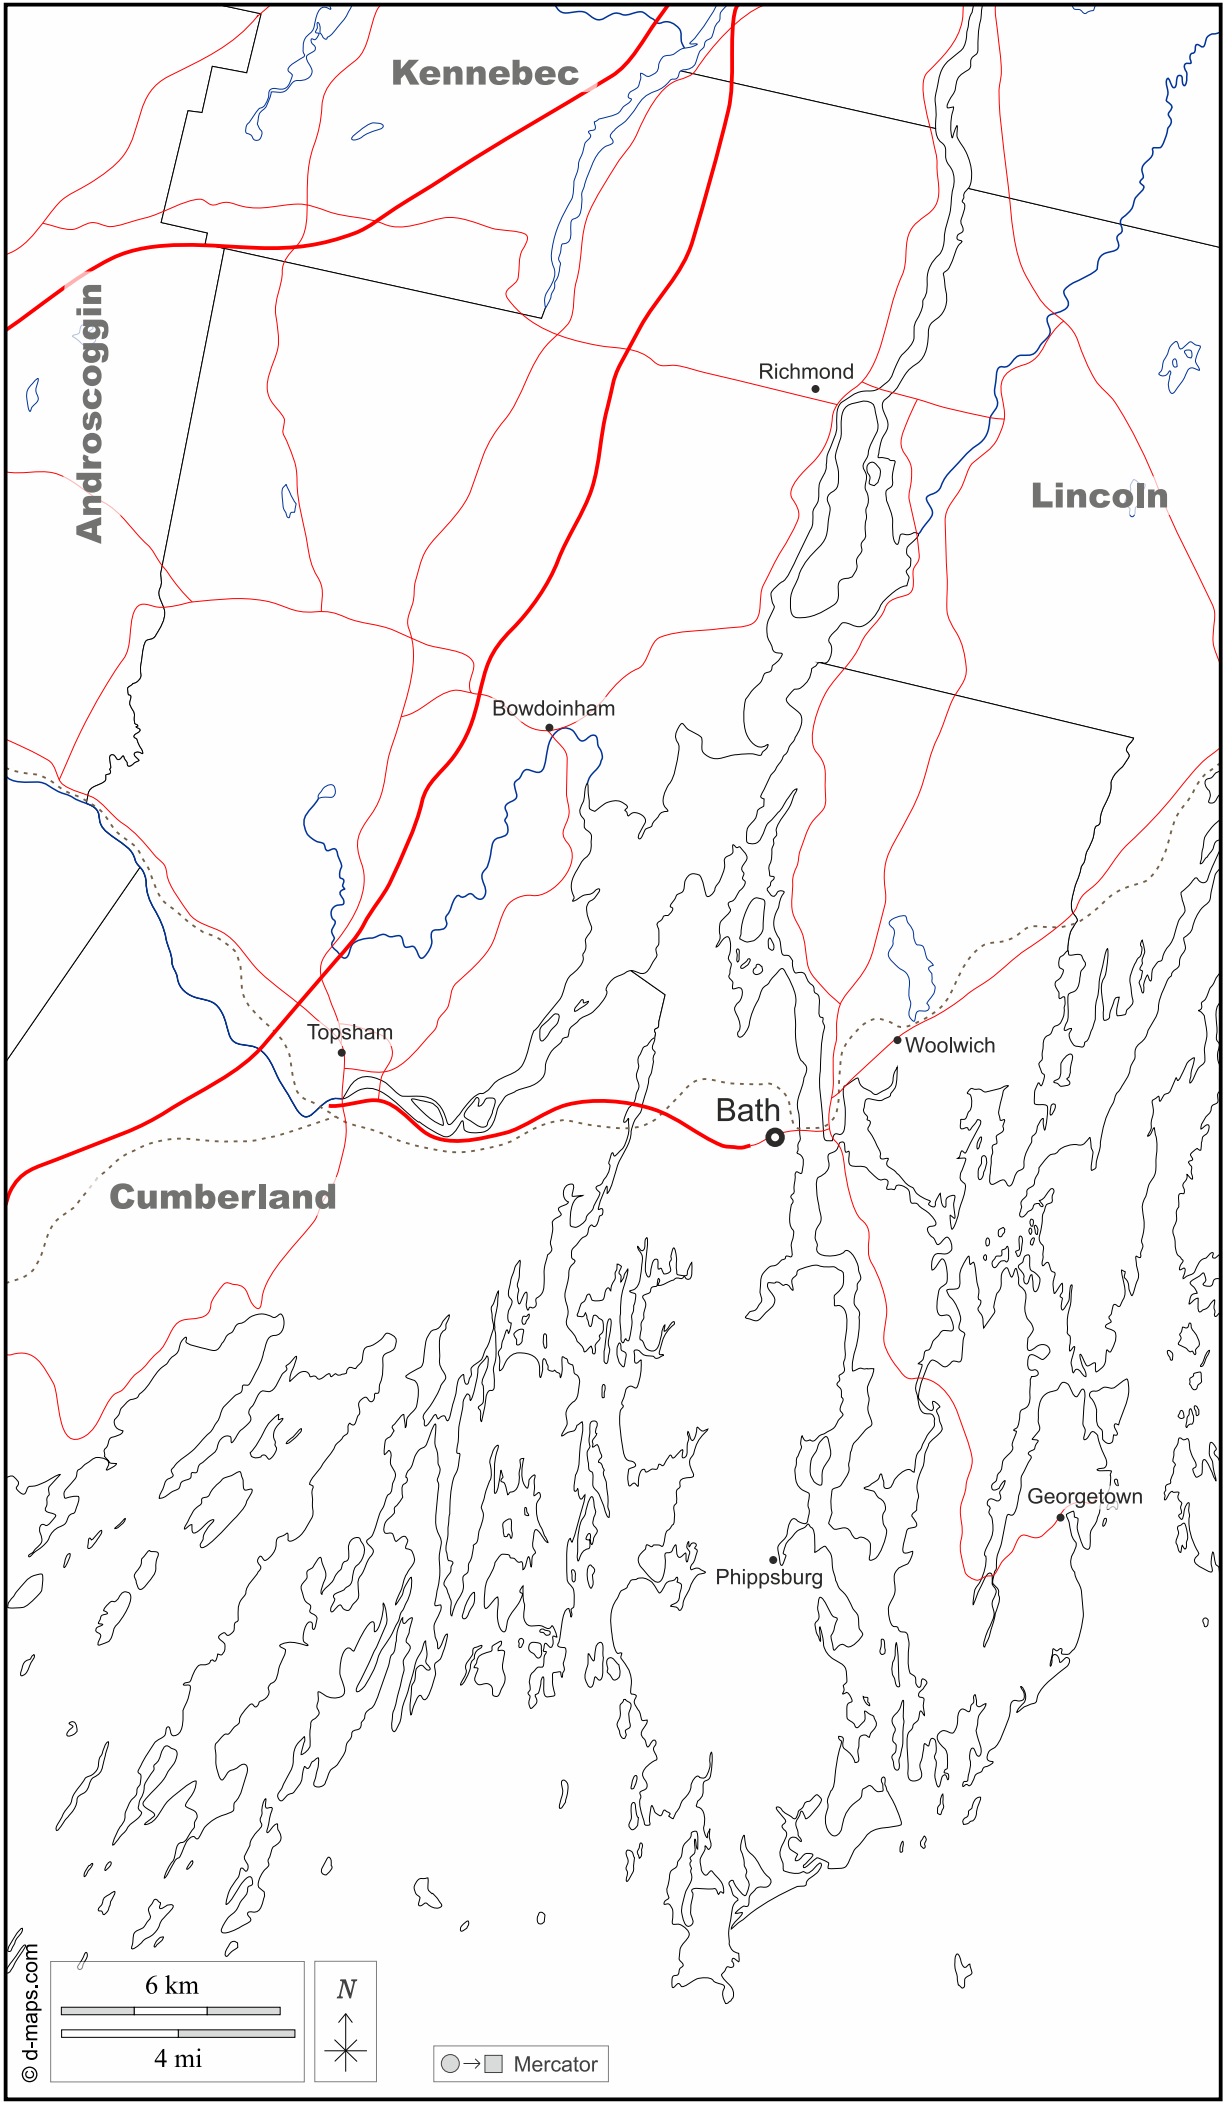 Kennebec
Androscoggin
Richmond
Lincoln
Bowdoinham
Topsham
Woolwich
Bath
Cumberland
Georgetown
Phippsburg
© d-maps.com
6 km
4 mi
N
Mercator